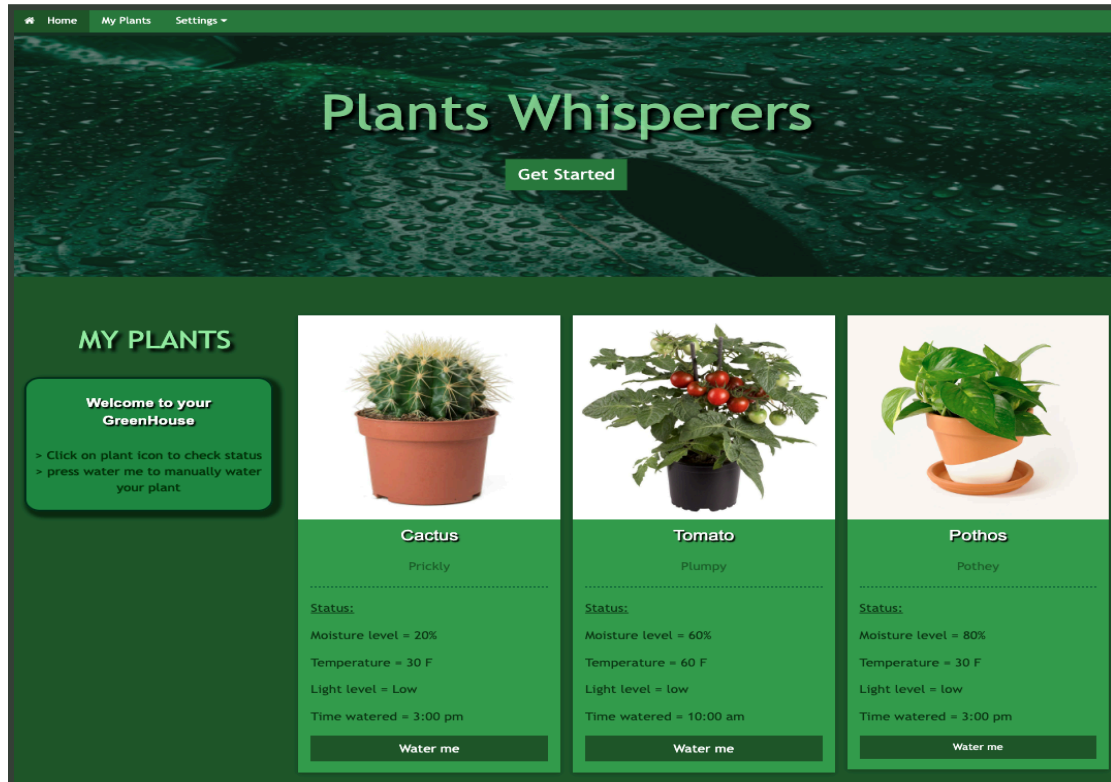 Home My Plants Settings
Plants Whisperers
Get Started
MY PLANTS
Welcome to your
GreenHouse
> Click on plant icon to check status
> press water me to manually water
your plant
Cactus
Prickly
Status:
Moisture level = 20%
Temperature = 30 F
Light level = Low
Time watered = 3:00 pm
Water me
Tomato
Plumpy
Status:
Moisture level = 60%
Temperature = 60 F
Light level = low
Time watered = 10:00 am
Water me
Pothos
Pothey
Status:
Moisture level = 80%
Temperature = 30 F
Light level = low
Time watered = 3:00 pm
Water me